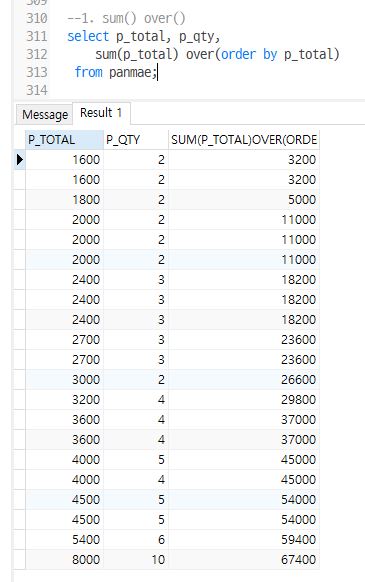 310 --1. sum() over()
311 select p_total, p_qty,
312 sum(p_total) over(order by p_total)
313 from panmae;
314
Message Result 1
P_TOTAL P_QTY SUM(P_TOTAL)OVER(ORDE
1600 2 3200
1600 2 3200
1800 2 5000
2000 2 11000
2000 2 11000
2000 2 11000
2400 3 18200
2400 3 18200
2400 3 18200
2700 3 23600
2700 3 23600
3000 2 26600
3200 4 29800
3600 4 37000
3600 4 37000
4000 5 45000
4000 4 45000
4500 5 54000
4500 5 54000
5400 6 59400
8000 10 67400